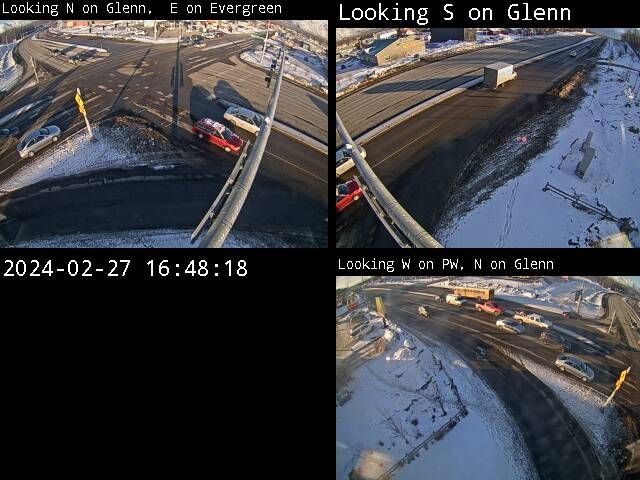 Looking N on Glenn,  E on Evergreen
Looking S on Glenn
2024-02-27 16:48:18
Looking W on PW, N on Glenn